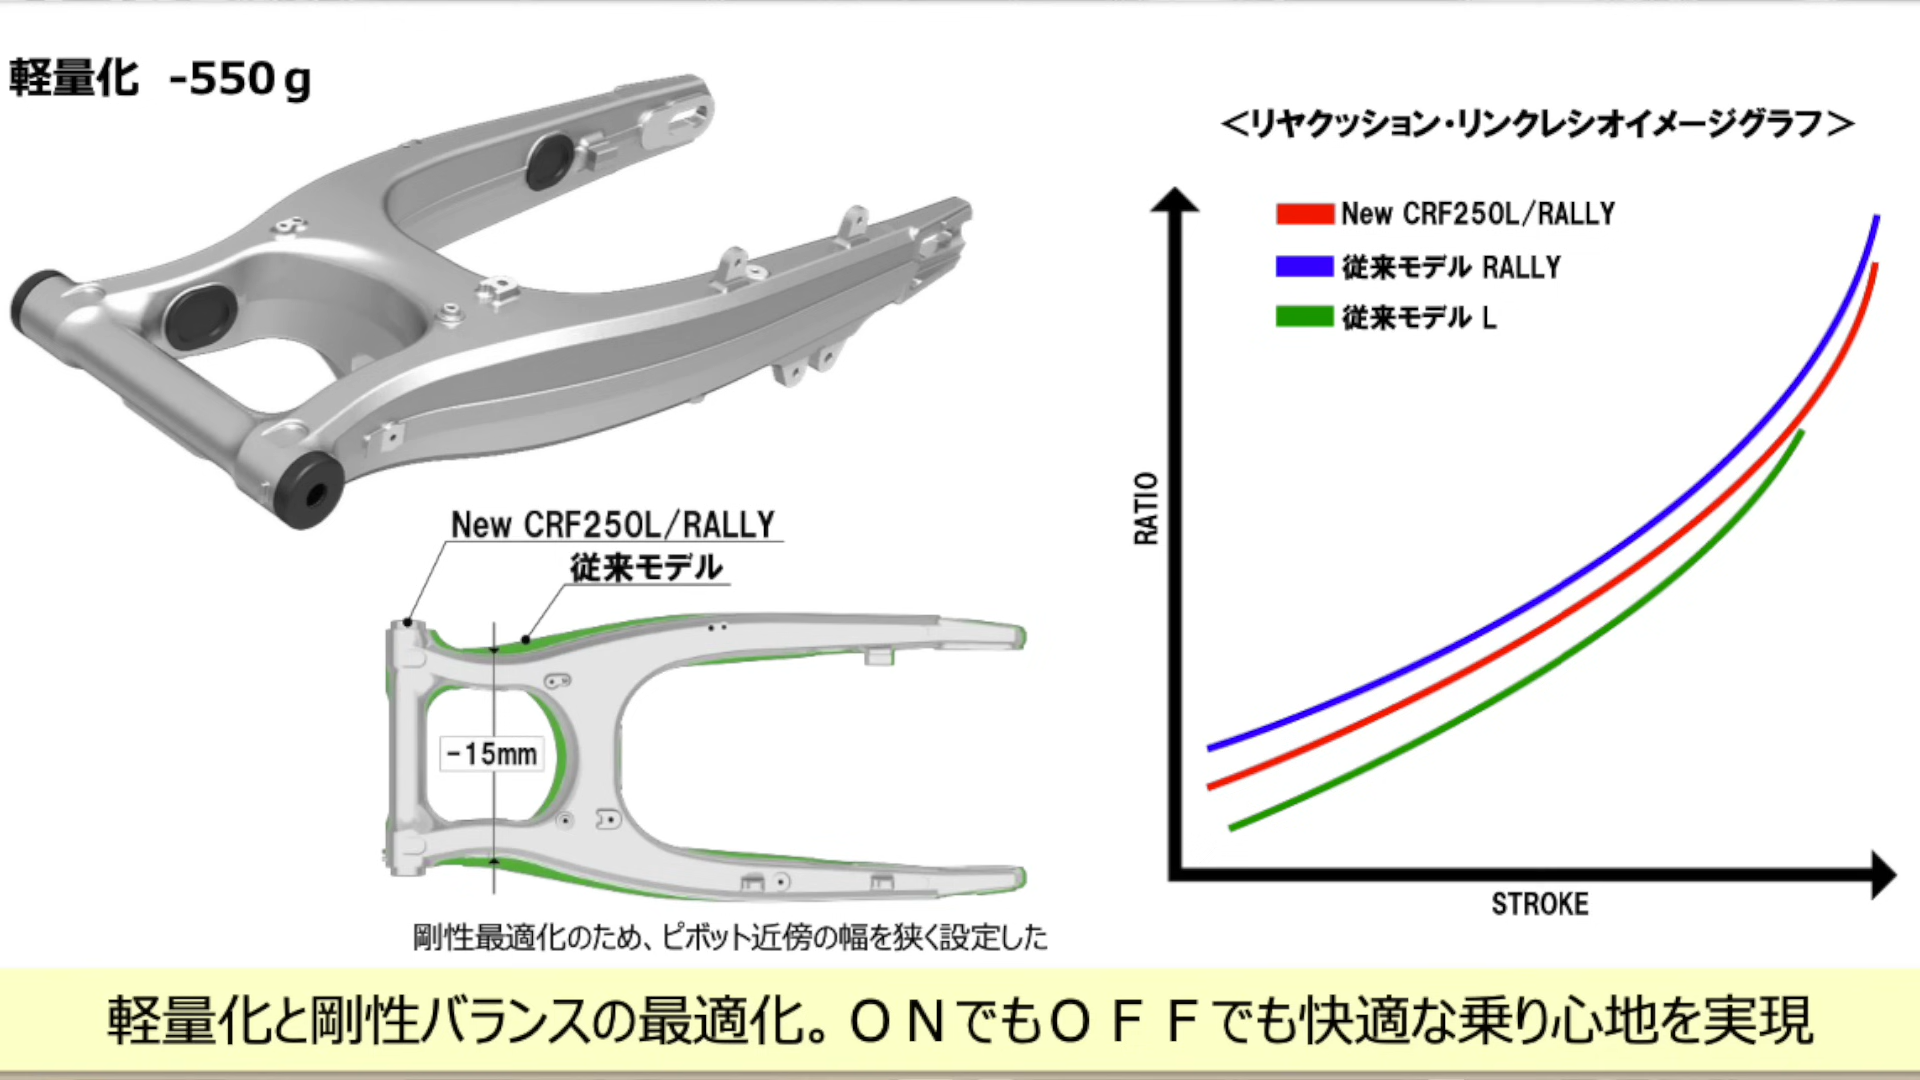 軽量化 -550g
New CRF250L/RALLY
従来モデル
-15mm
剛性最適化のため、ピボット近傍の幅を狭く設定した
＜リヤクッション・リンクレシオイメージグラフ＞
New CRF250L/RALLY
従来モデル RALLY
従来モデル L
RATIO
STROKE
軽量化と剛性バランスの最適化。ＯＮでもＯＦＦでも快適な乗り心地を実現